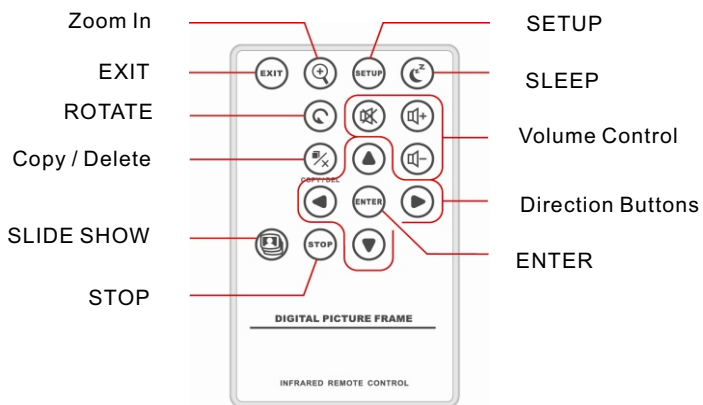 Zoom In
EXIT
ROTATE
Copy / Delete
SLIDE SHOW
STOP
EXIT
SETUP
z
z
COPY / DEL
ENTER
STOP
DIGITAL PICTURE FRAME
INFRARED REMOTE CONTROL
SETUP
SLEEP
Volume Control
Direction Buttons
ENTER